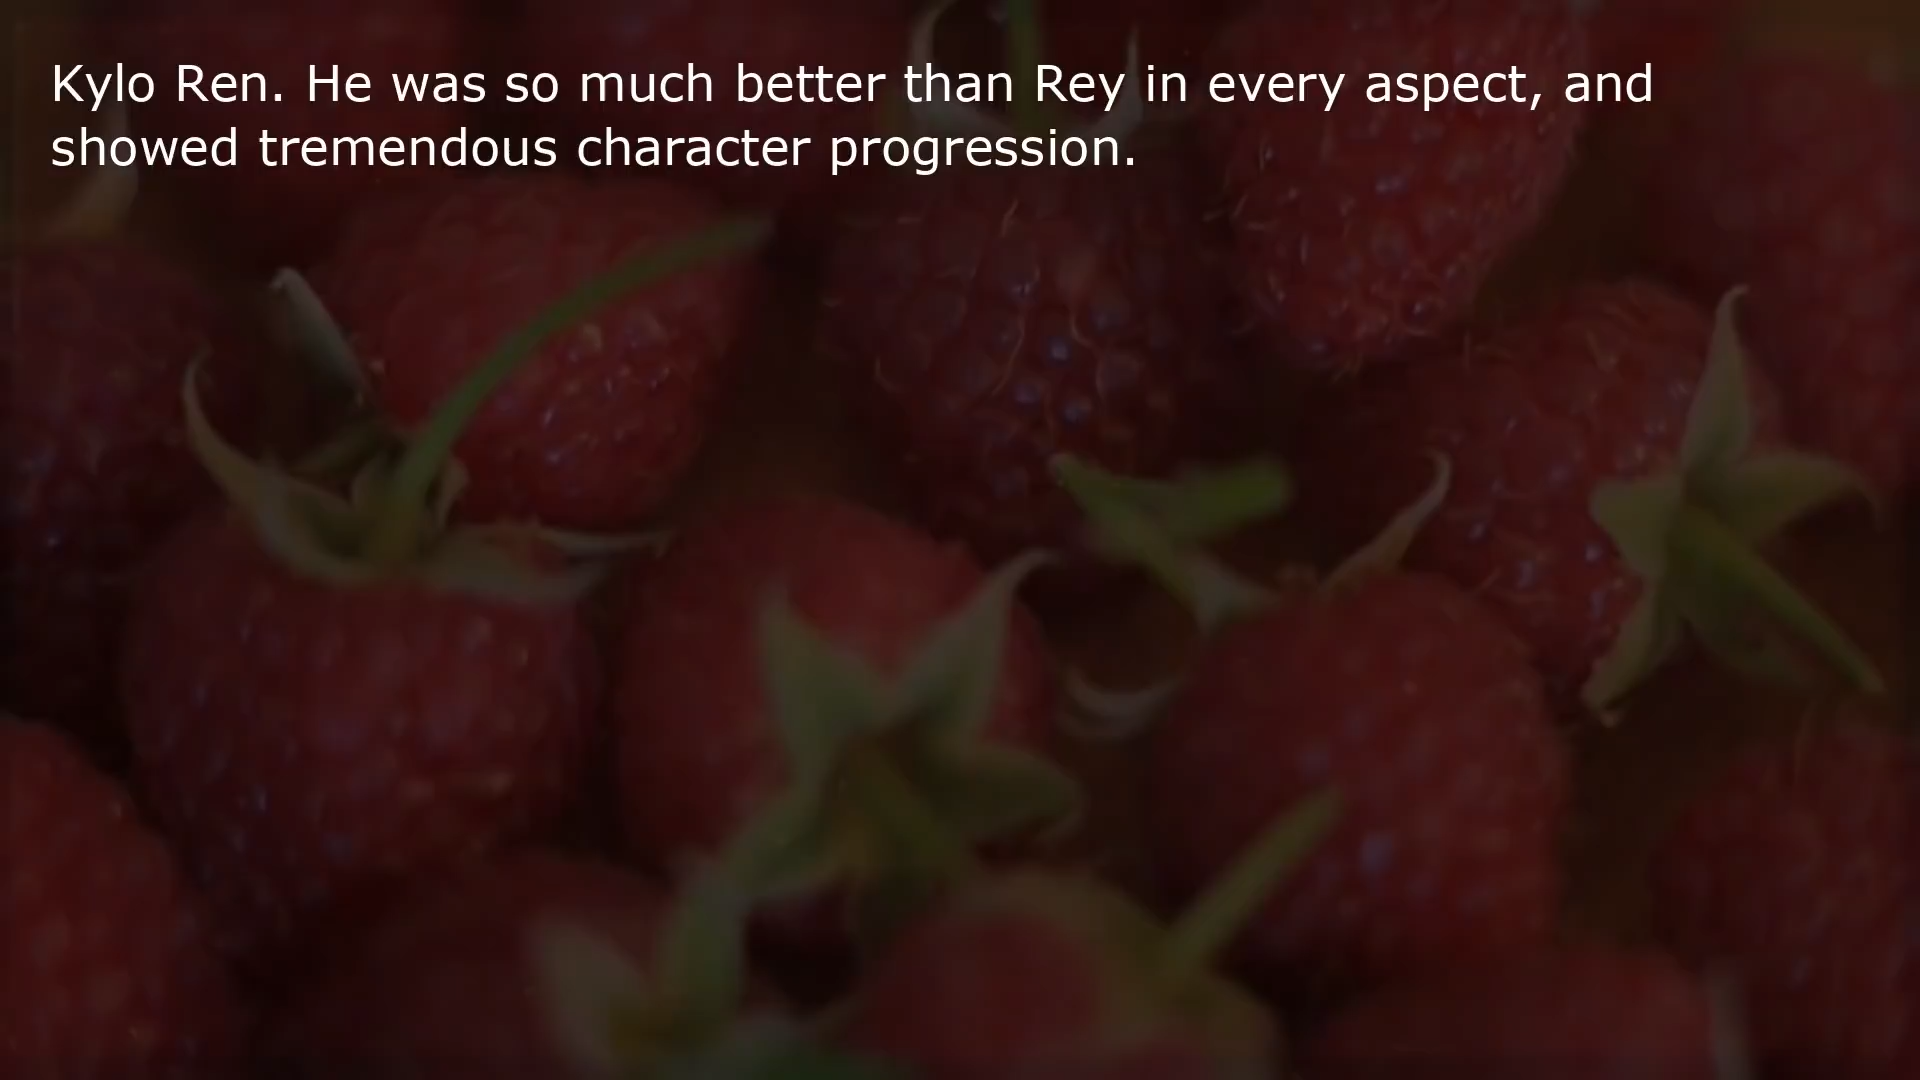 Kylo Ren. He was so much better than Rey in every aspect, and
showed tremendous character progression.